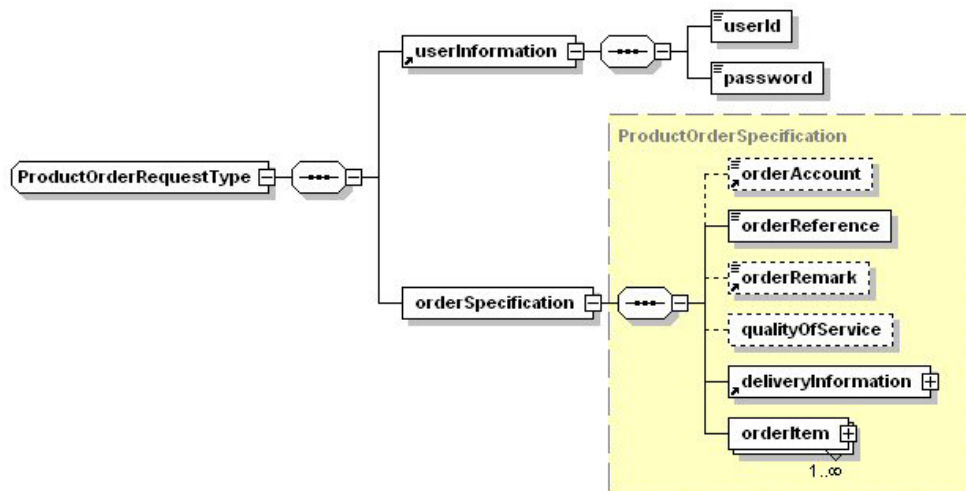 userId
userInformation
password
ProductOrderSpecification
ProductOrderRequestType
orderAccount
orderReference
orderRemark
orderSpecification
qualityOfService
deliveryInformation
orderItem
1..∞